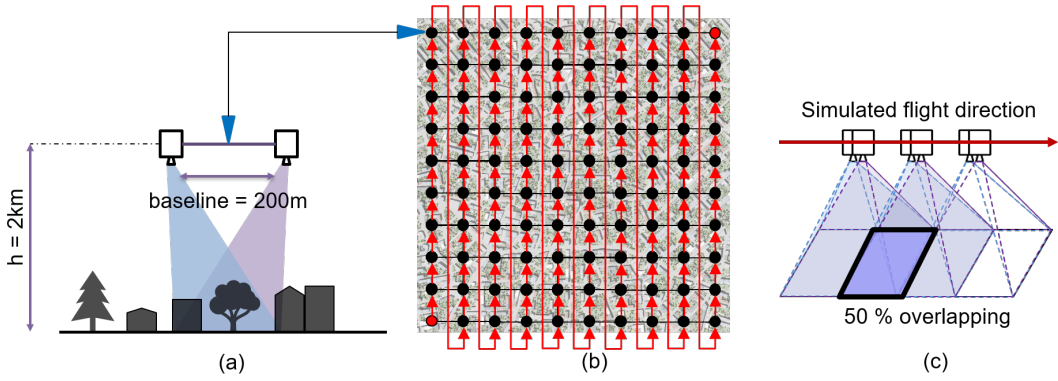 h = 2km
baseline = 200m
(a)
(b)
Simulated flight direction
50 % overlapping
(c)